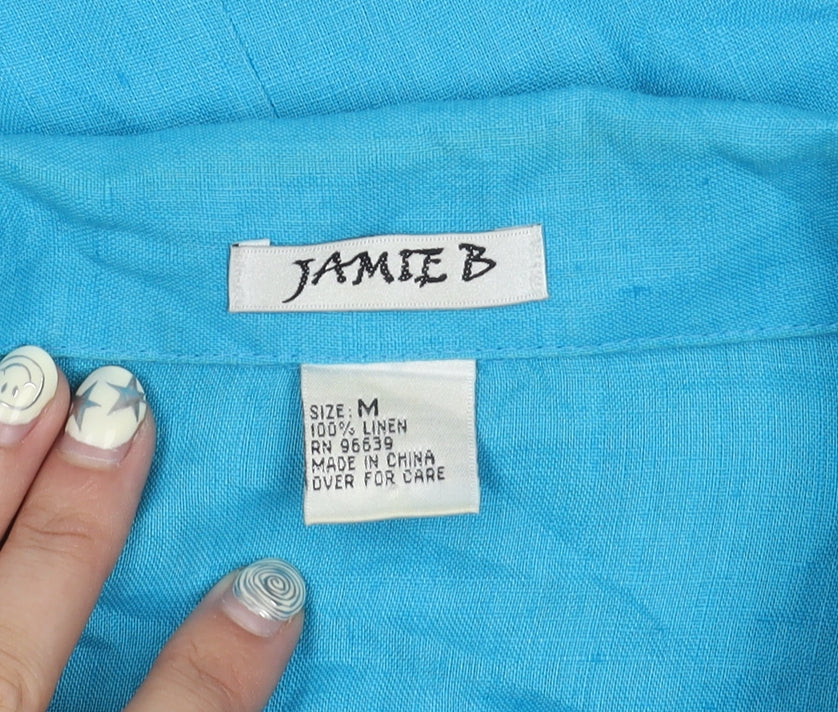 JAMIE B
SIZE: M
100% LINEN
RN 96639
MADE IN CHINA
OVER FOR CARE